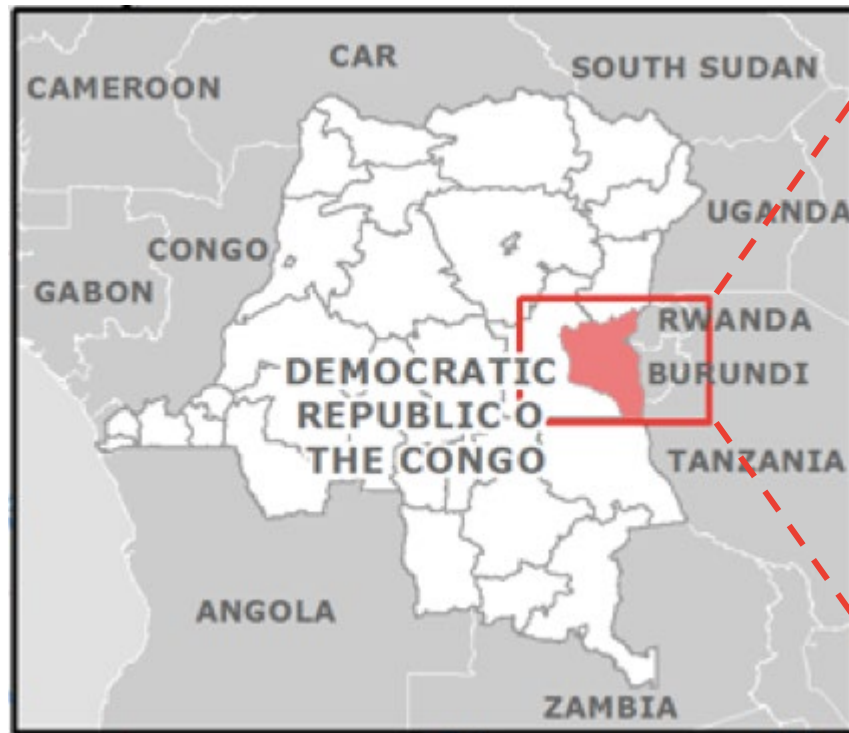 CAR
SOUTH SUDAN
CAMEROON
UGANDA
CONGO
GABON
RWANDA
DEMOCRATIC
BURUNDI
REPUBLIC O
THE CONGO
TANZANIA
ANGOLA
ZAMBIA